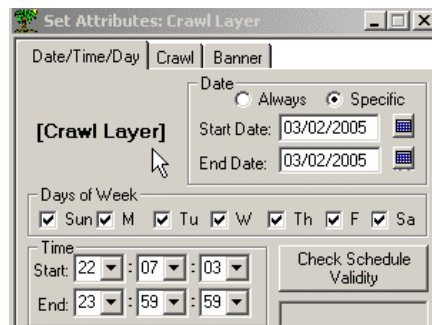 Set Attributes: Crawl Layer
Date/Time/Day Crawl Banner
Date
Always Specific
[Crawl Layer]
Start Date: 03/02/2005
End Date: 03/02/2005
Days of Week
Sun M Tu W Th F Sa
Time
Start: 22 : 07 : 03
End: 23 : 59 : 59
Check Schedule
Validity